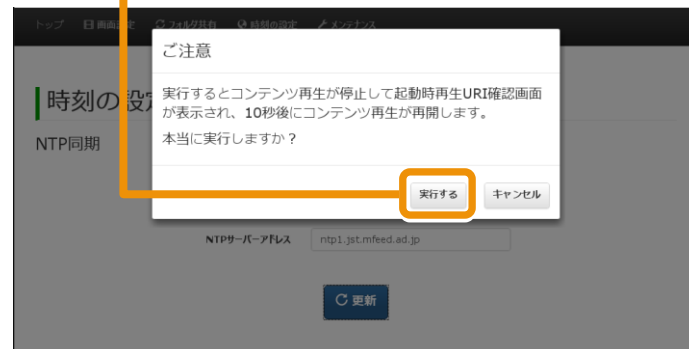 トップ 画面設定 フォルダ共有 時刻の設定 メンテナンス
ご注意
実行するとコンテンツ再生が停止して起動時再生URI確認画面
が表示され、10秒後にコンテンツ再生が再開します。
本当に実行しますか？
実行する キャンセル
時刻の設定
NTP同期
NTPサーバーアドレス ntp1.jst.mfeed.ad.jp
更新